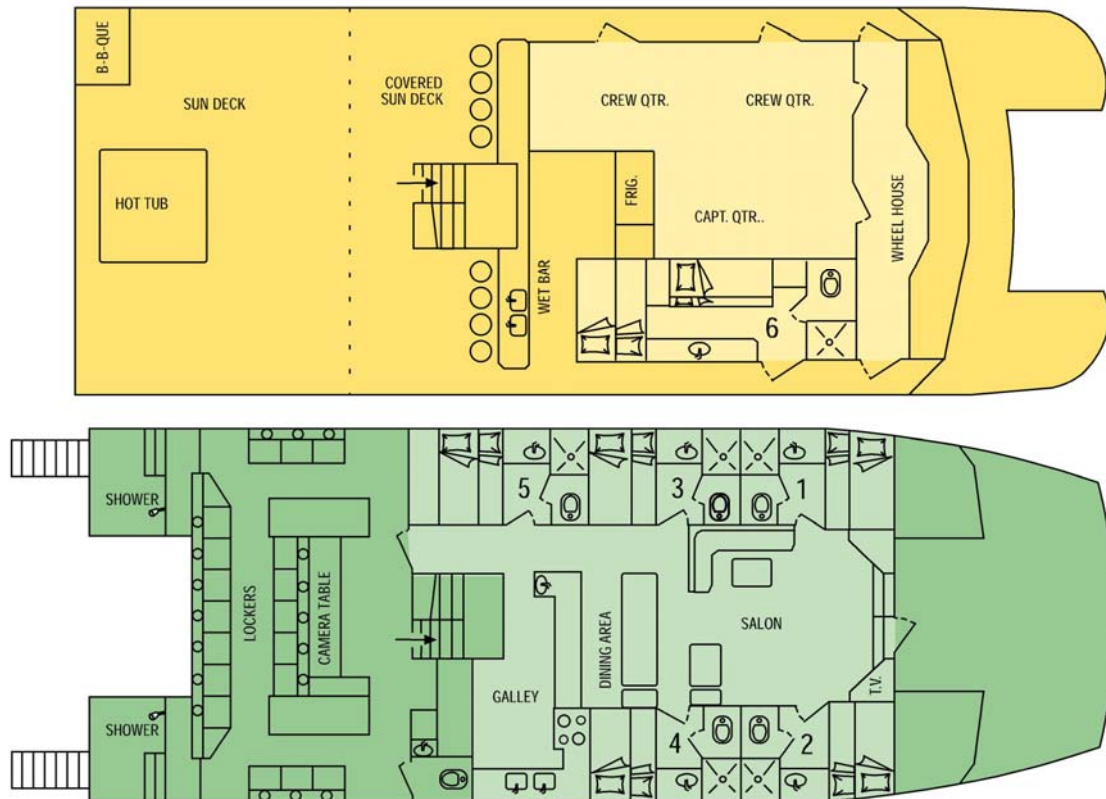 B-B-QUE
SUN DECK
COVERED
SUN DECK
CREW QTR.
CREW QTR.
HOT TUB
FRIG.
CAPT. QTR..
WHEEL HOUSE
WET BAR
6
SHOWER
5
3
1
LOCKERS
CAMERA TABLE
DINING AREA
SALON
GALLEY
T.V.
SHOWER
4
2